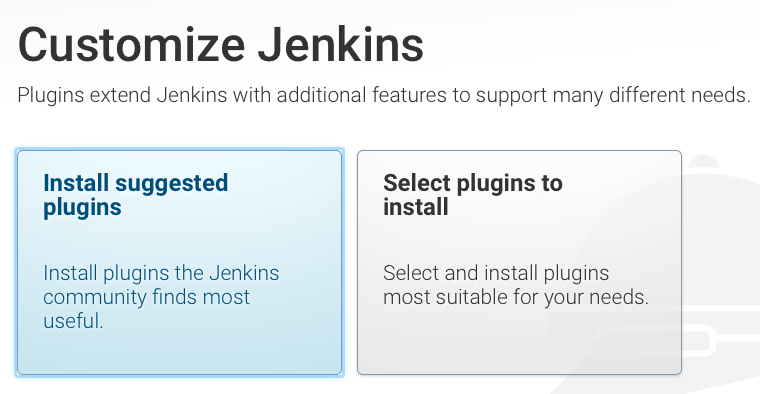 Customize Jenkins
Plugins extend Jenkins with additional features to support many different needs.
Install suggested
plugins
Install plugins the Jenkins
community finds most
useful.
Select plugins to
install
Select and install plugins
most suitable for your needs.